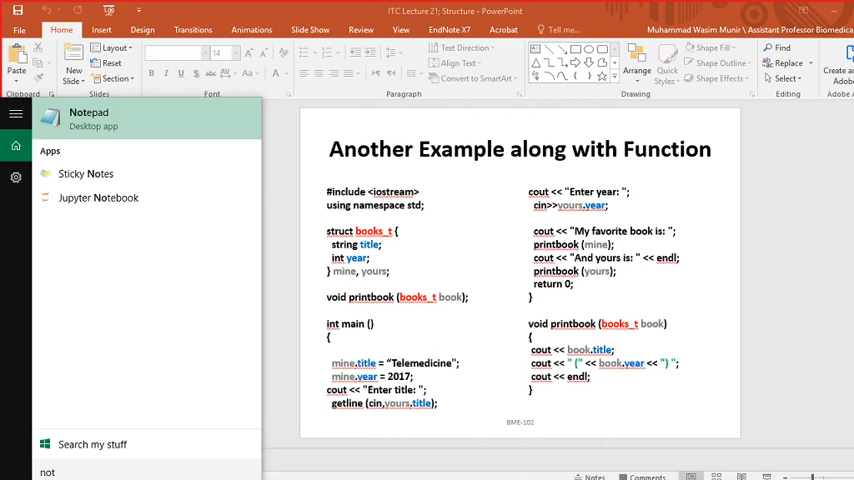 ITC Lecture 21; Structure - PowerPoint
File Home Insert Design Transitions Animations Slide Show Review View EndNote X7 Acrobat Tell me... Muhammad Wasim Munir \ Assistant Professor Biomedica
Paste
Clipboard
New
Slide
Layout
Reset
Section
Slides
14
B I U S abc AV Aa A
Font
Paragraph
Text Direction
Align Text
Convert to SmartArt
Arrange
Quick
Styles
Shape Fill
Shape Outline
Shape Effects
Drawing
Find
Replace
Select
Editing
Create and
Adobe
Notepad
Desktop app
Apps
Sticky Notes
Jupyter Notebook
Search my stuff
not
Another Example along with Function
#include <iostream>
using namespace std;
struct books_t {
string title;
int year;
} mine, yours;
void printbook (books_t book);
int main ()
{
mine.title = “Telemedicine";
mine.year = 2017;
cout << "Enter title: ";
getline (cin,yours.title);
cout << "Enter year: ";
cin>>yours.year;
cout << "My favorite book is: ";
printbook (mine);
cout << "And yours is: " << endl;
printbook (yours);
return 0;
}
void printbook (books_t book)
{
cout << book.title;
cout << " (" << book.year << ") ";
cout << endl;
}
BME-102
Notes Comments